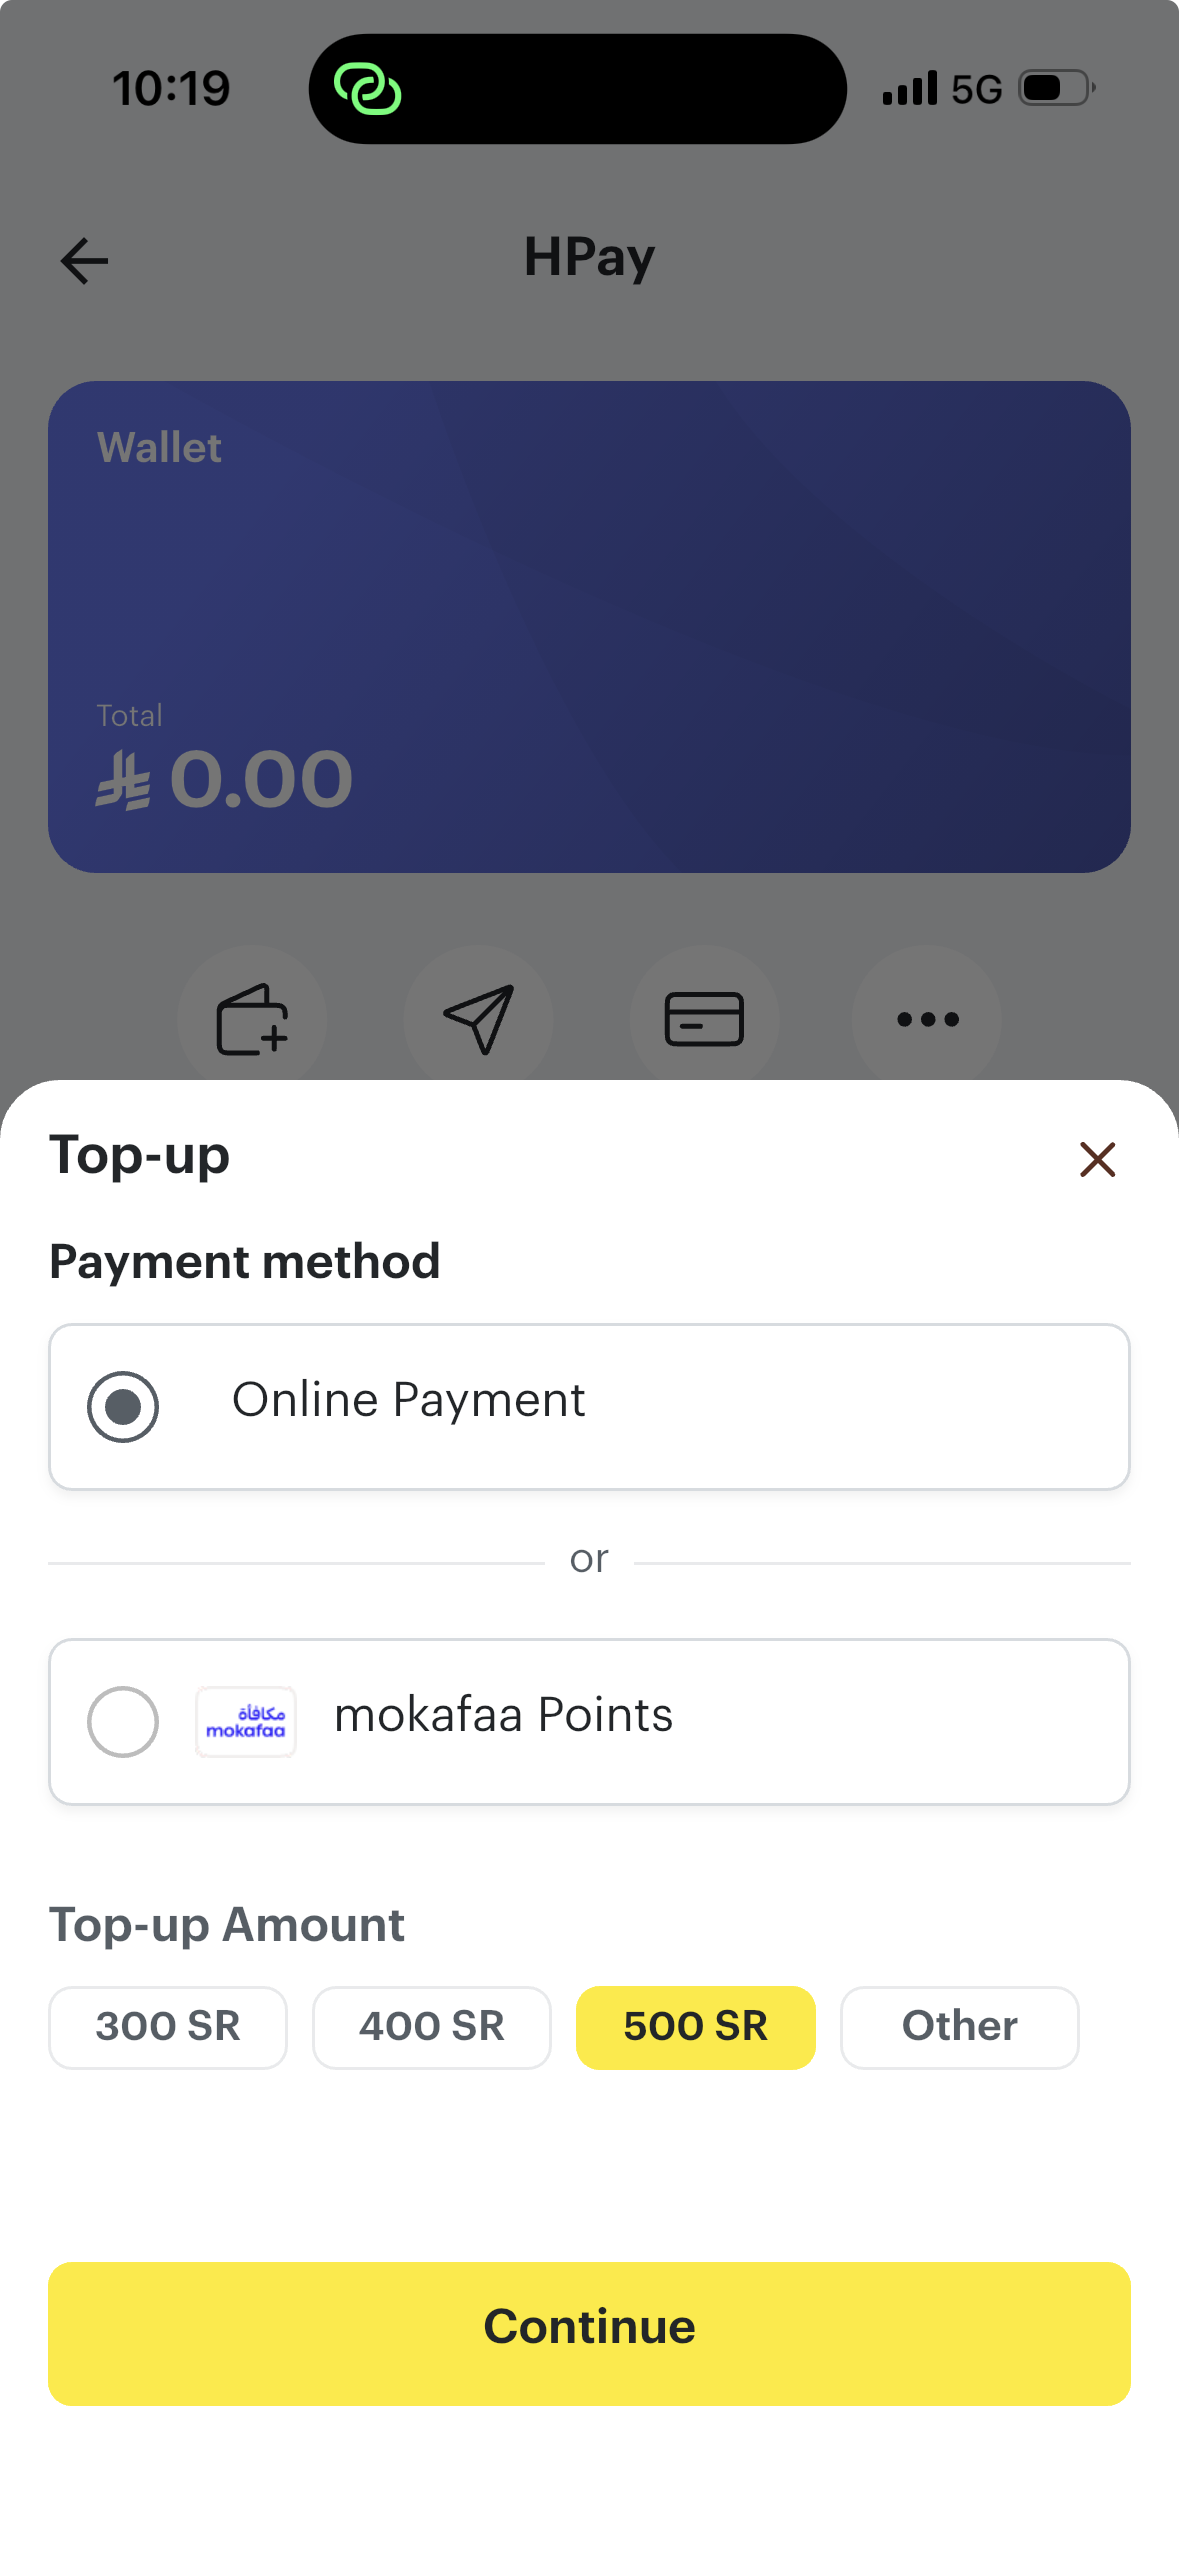 10:19
5G
HPay
Wallet
Total
⃁ 0.00
Top-up
Payment method
Online Payment
or
مكافأة
mokafaa
mokafaa Points
Top-up Amount
300 SR
400 SR
500 SR
Other
Continue